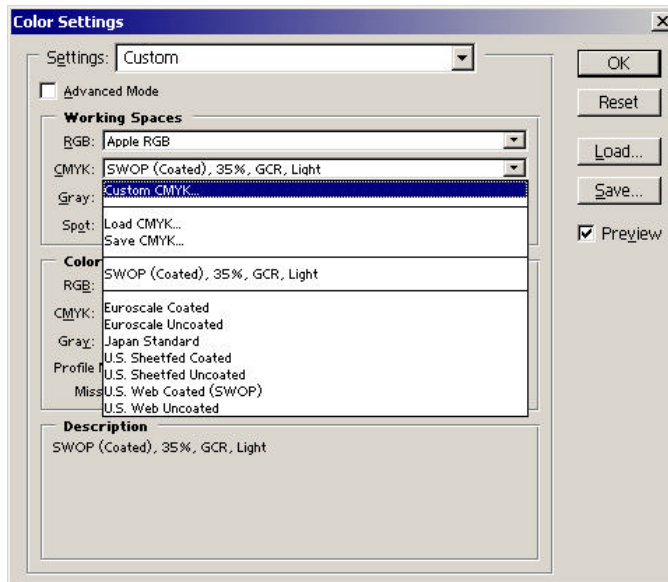 Color Settings
Settings: Custom
OK
Advanced Mode
Reset
Working Spaces
RGB: Apple RGB
CMYK: SWOP (Coated), 35%, GCR, Light
Load...
Custom CMYK...
Gray:
Save...
Spot: Load CMYK...
Save CMYK...
Preview
Color
SWOP (Coated), 35%, GCR, Light
RGB:
CMYK: Euroscale Coated
Euroscale Uncoated
Gray: Japan Standard
U.S. Sheetfed Coated
Profile
U.S. Sheetfed Uncoated
Miss U.S. Web Coated (SWOP)
U.S. Web Uncoated
Description
SWOP (Coated), 35%, GCR, Light